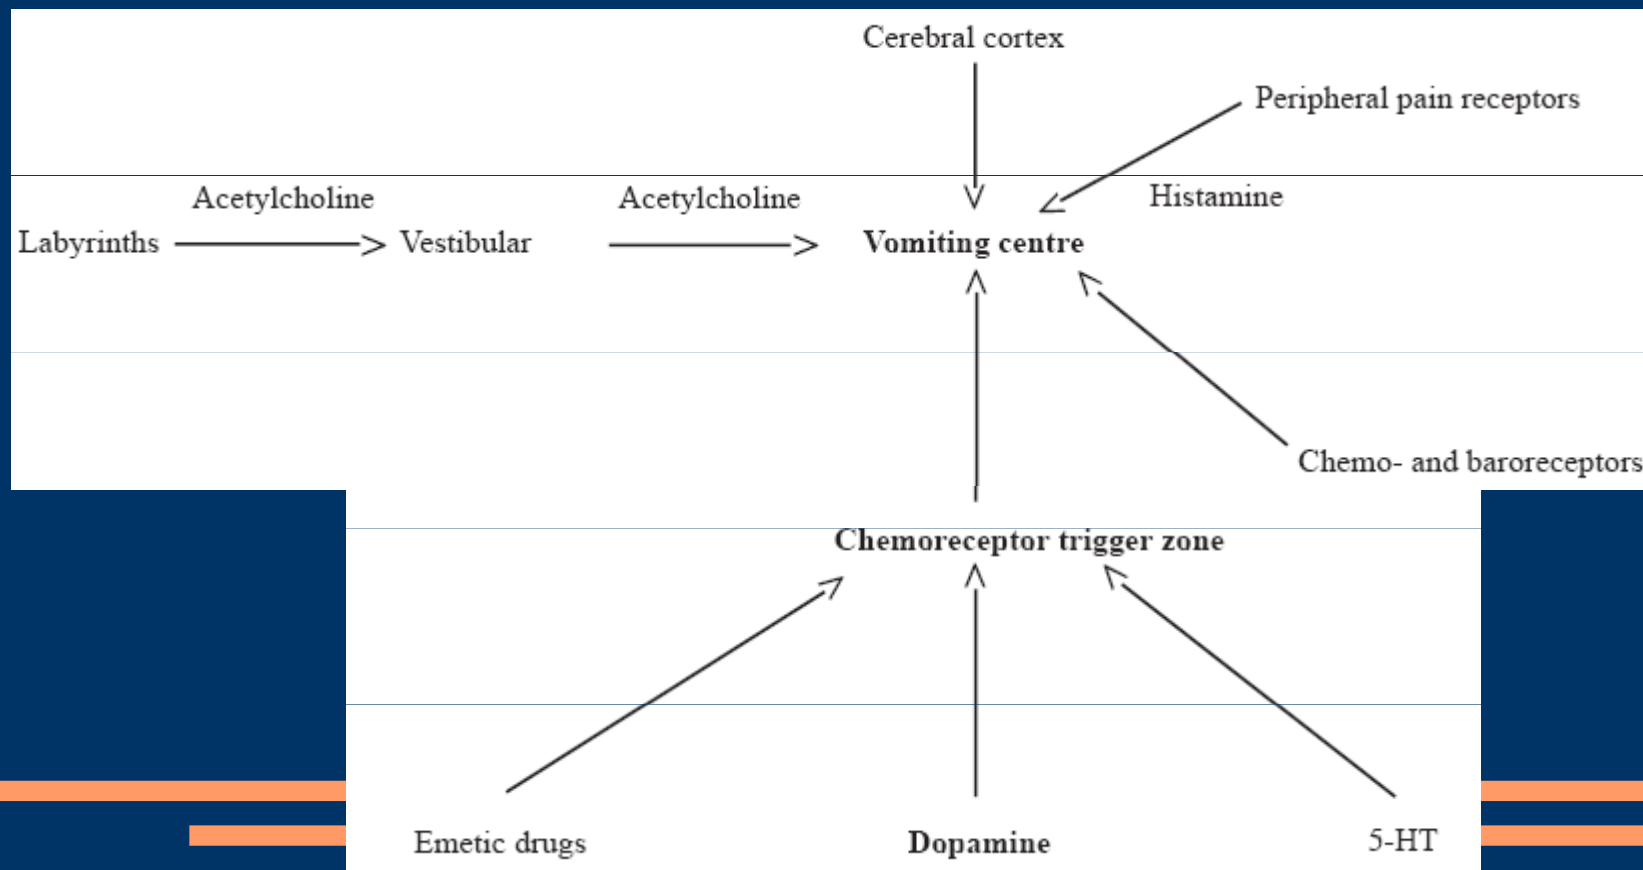 Cerebral cortex
Peripheral pain receptors
Acetylcholine Acetylcholine Histamine
Labyrinths Vestibular Vomiting centre
Chemo- and baroreceptors
Chemoreceptor trigger zone
Emetic drugs Dopamine 5-HT